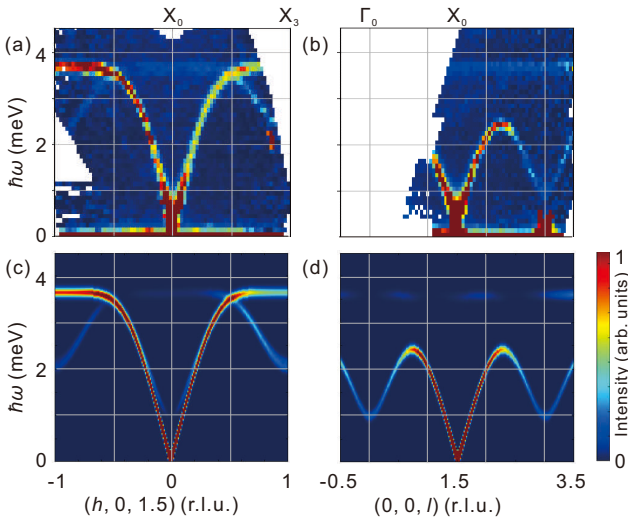 X₀ X₃ Γ₀ X₀
(a) (b)
4
2
0
ħω (meV)
(c) (d)
4
2
0
ħω (meV)
-1 0 1 -0.5 1.5 3.5
(h, 0, 1.5) (r.l.u.) (0, 0, l) (r.l.u.)
1
0
Intensity (arb. units)